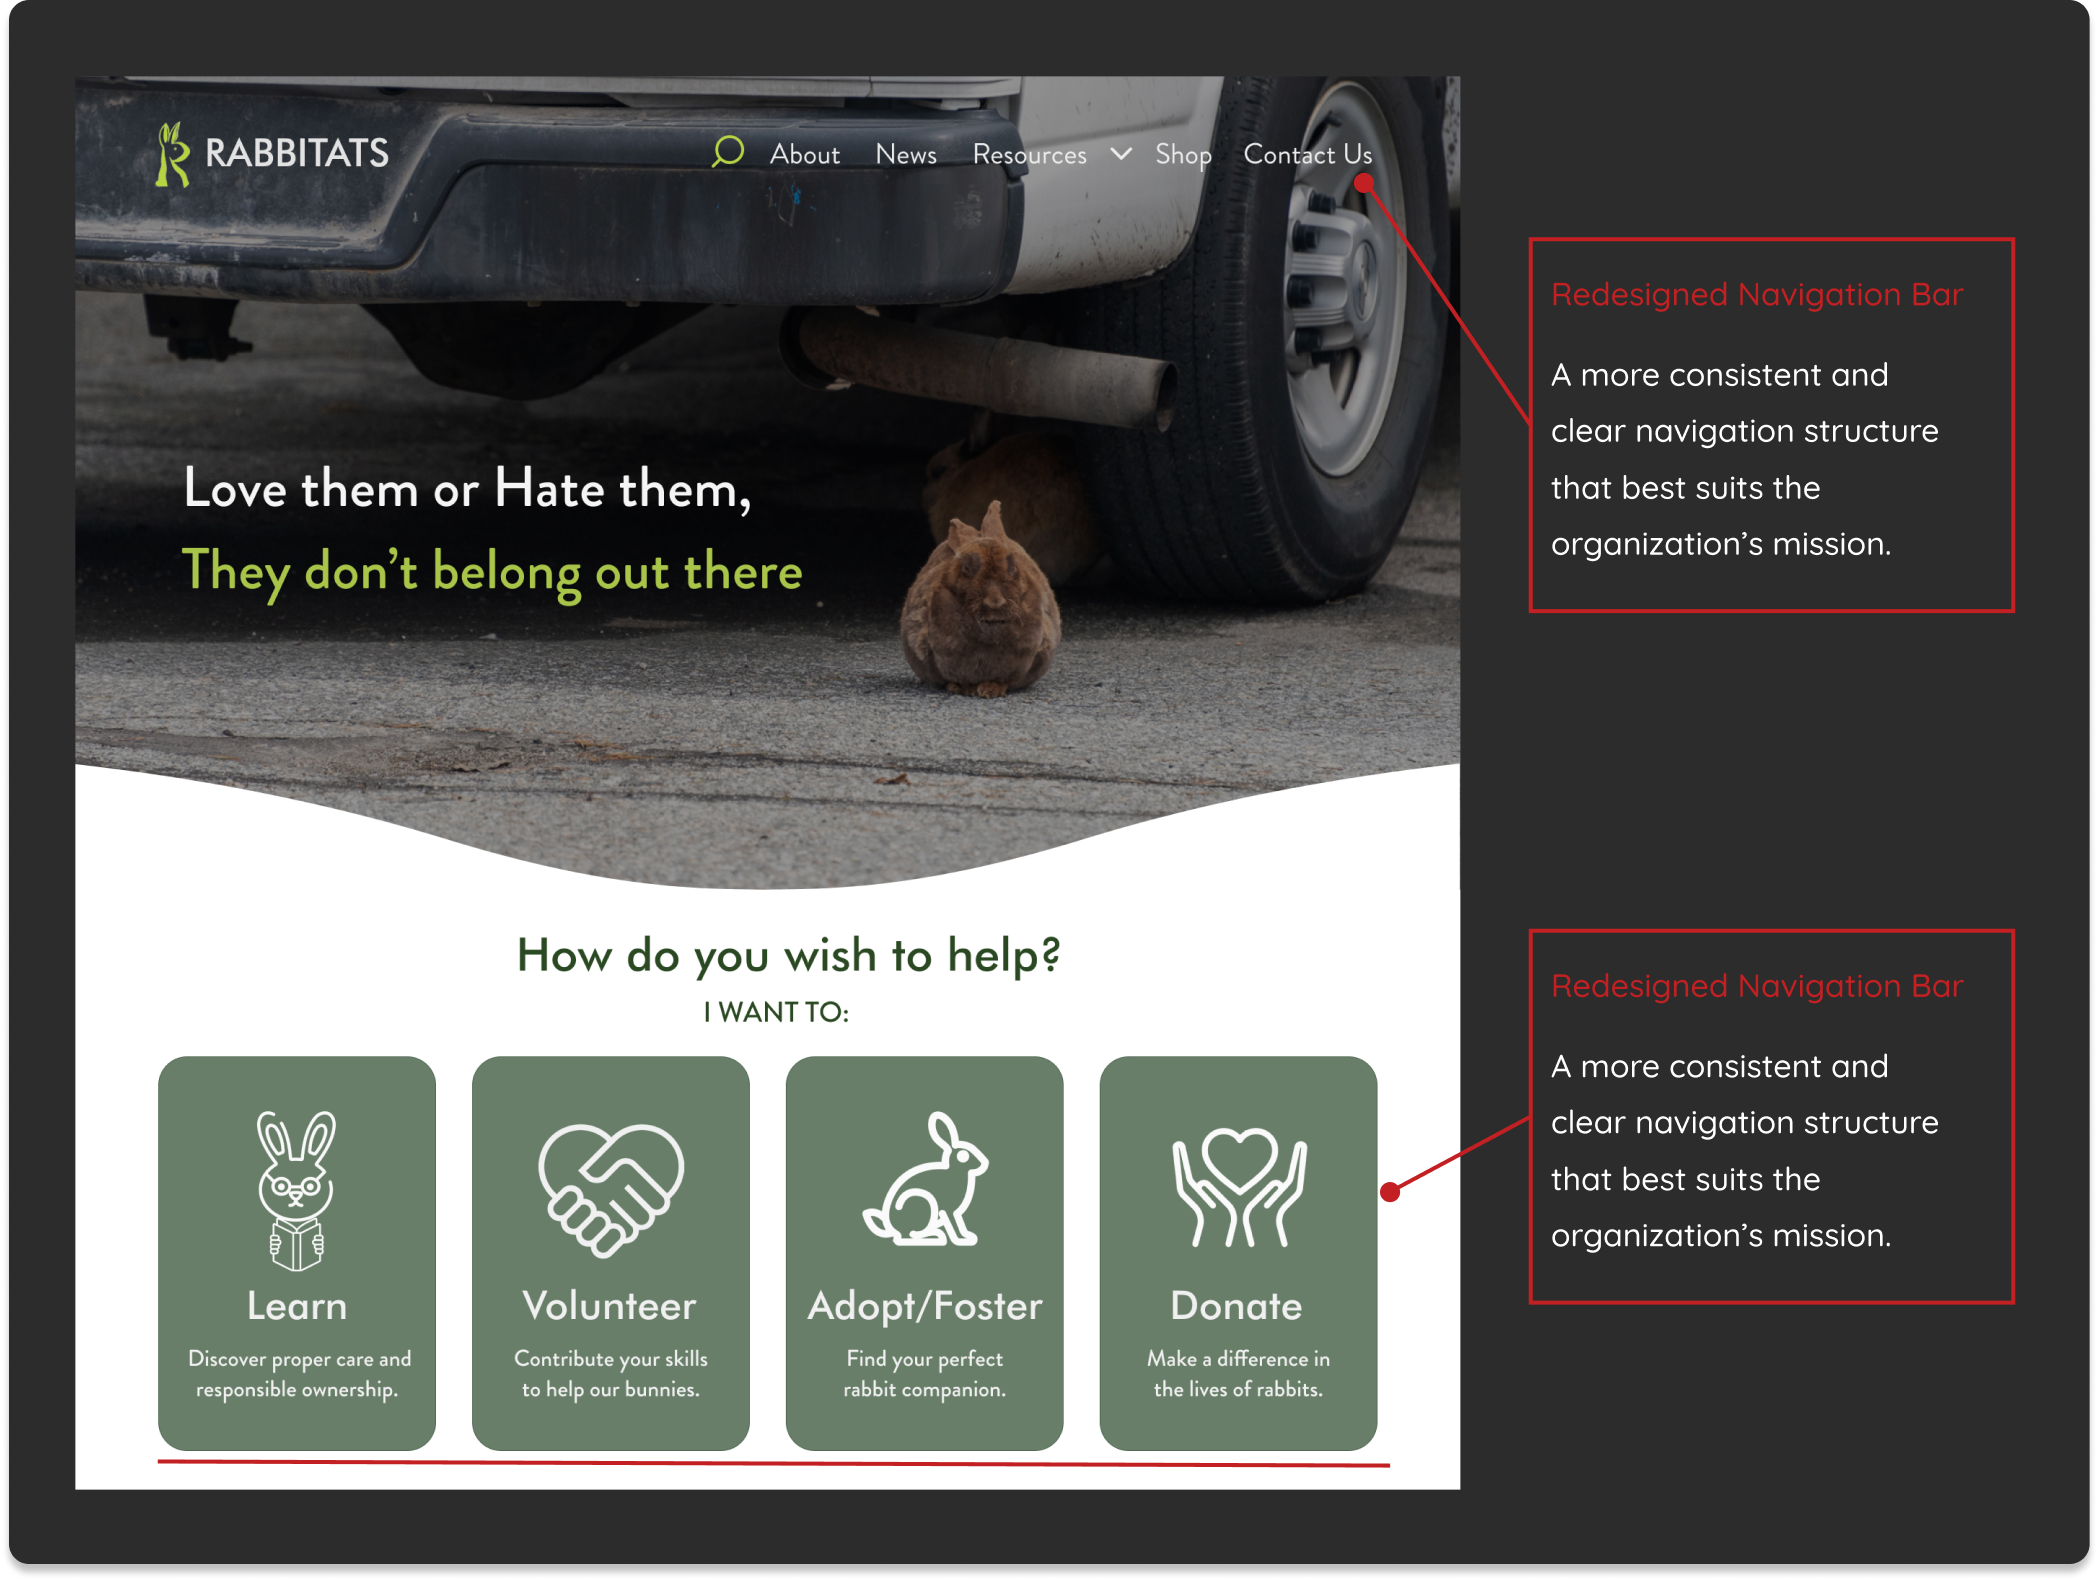 RABBITATS
About News Resources Shop Contact Us
Love them or Hate them,
They don’t belong out there
How do you wish to help?
I WANT TO:
Learn
Discover proper care and
responsible ownership.
Volunteer
Contribute your skills
to help our bunnies.
Adopt/Foster
Find your perfect
rabbit companion.
Donate
Make a difference in
the lives of rabbits.
Redesigned Navigation Bar
A more consistent and
clear navigation structure
that best suits the
organization’s mission.
Redesigned Navigation Bar
A more consistent and
clear navigation structure
that best suits the
organization’s mission.